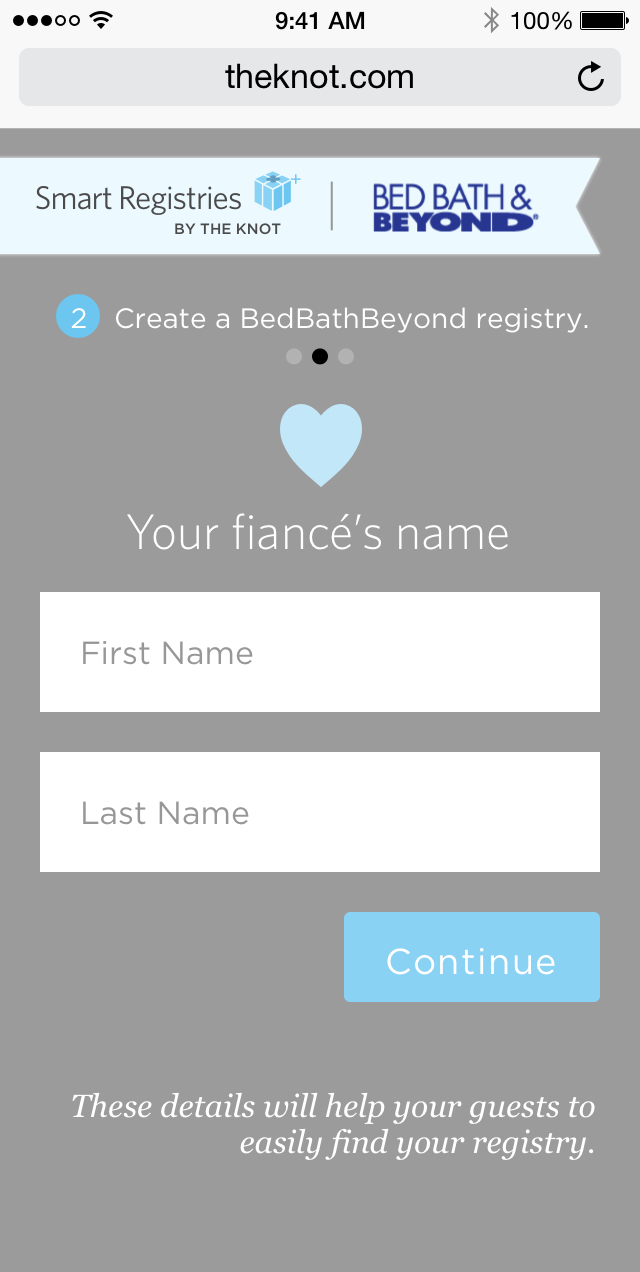 9:41 AM 100%
theknot.com
Smart Registries
BY THE KNOT
BED BATH &
BEYOND®
2 Create a BedBathBeyond registry.
Your fiancé’s name
First Name
Last Name
Continue
These details will help your guests to
easily find your registry.